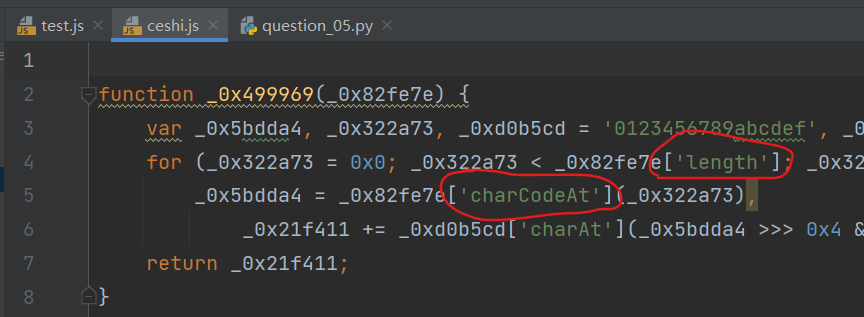 test.js × ceshi.js × question_05.py ×
1
2 function _0x499969(_0x82fe7e) {
3 var _0x5bdda4, _0x322a73, _0xd0b5cd = '0123456789abcdef', _0
4 for (_0x322a73 = 0x0; _0x322a73 < _0x82fe7e['length']; _0x32
5 _0x5bdda4 = _0x82fe7e['charCodeAt'](_0x322a73),
6 _0x21f411 += _0xd0b5cd['charAt'](_0x5bdda4 >>> 0x4 &
7 return _0x21f411;
8 }